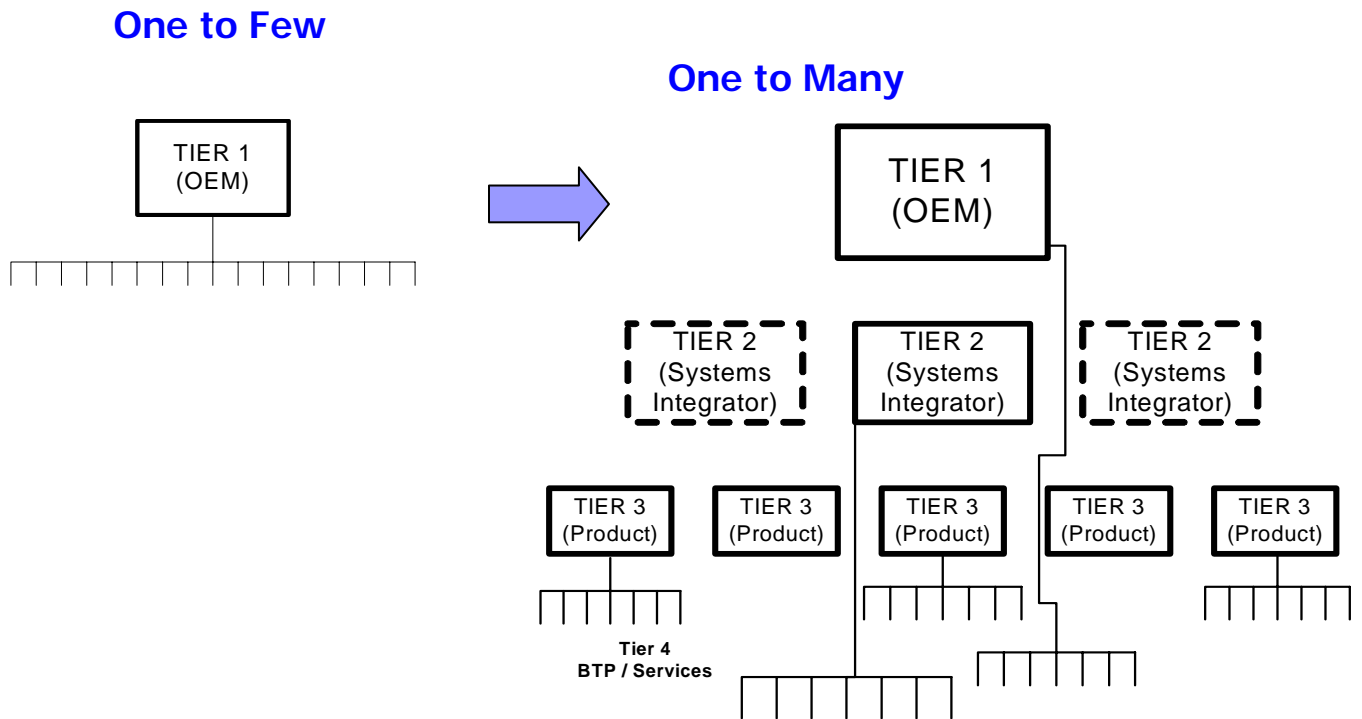 One to Few
One to Many
TIER 1
(OEM)
TIER 1
(OEM)
TIER 2
(Systems
Integrator)
TIER 2
(Systems
Integrator)
TIER 2
(Systems
Integrator)
TIER 3
(Product)
TIER 3
(Product)
TIER 3
(Product)
TIER 3
(Product)
TIER 3
(Product)
Tier 4
BTP / Services